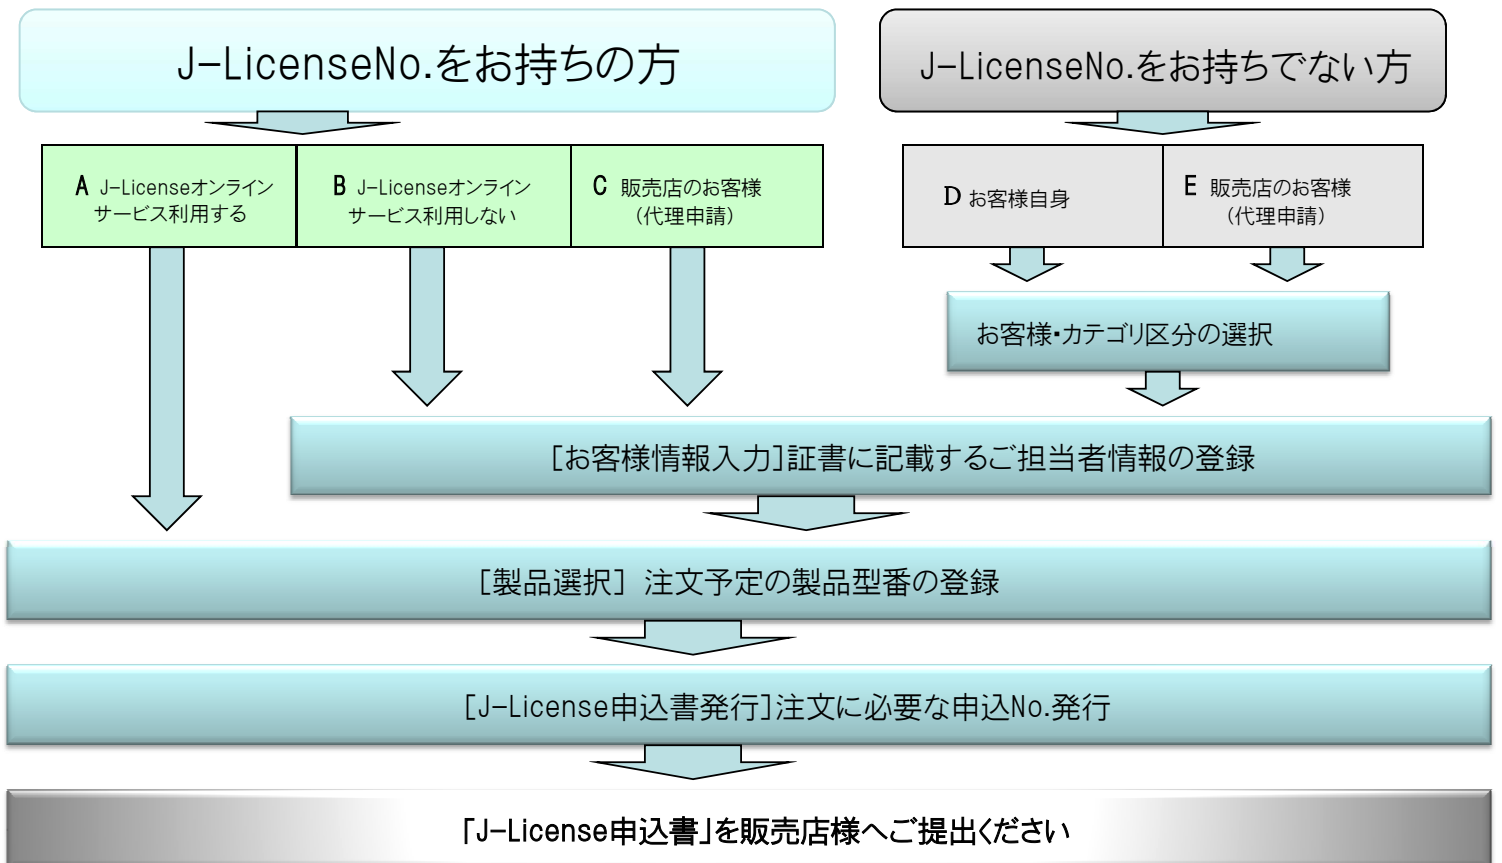 J-LicenseNo.をお持ちの方
J-LicenseNo.をお持ちでない方
A J-Licenseオンライン
サービス利用する
B J-Licenseオンライン
サービス利用しない
C 販売店のお客様
(代理申請)
D お客様自身
E 販売店のお客様
(代理申請)
お客様・カテゴリ区分の選択
[お客様情報入力]証書に記載するご担当者情報の登録
[製品選択] 注文予定の製品型番の登録
[J-License申込書発行]注文に必要な申込No.発行
「J-License申込書」を販売店様へご提出ください